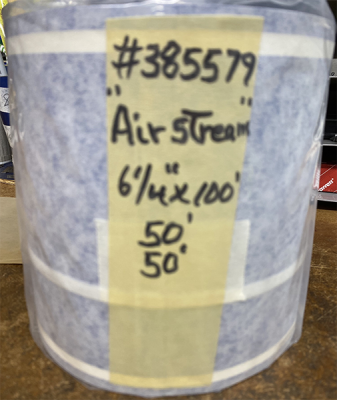 #385579
"Airstream"
6 1/4" x 100'
50'
50'